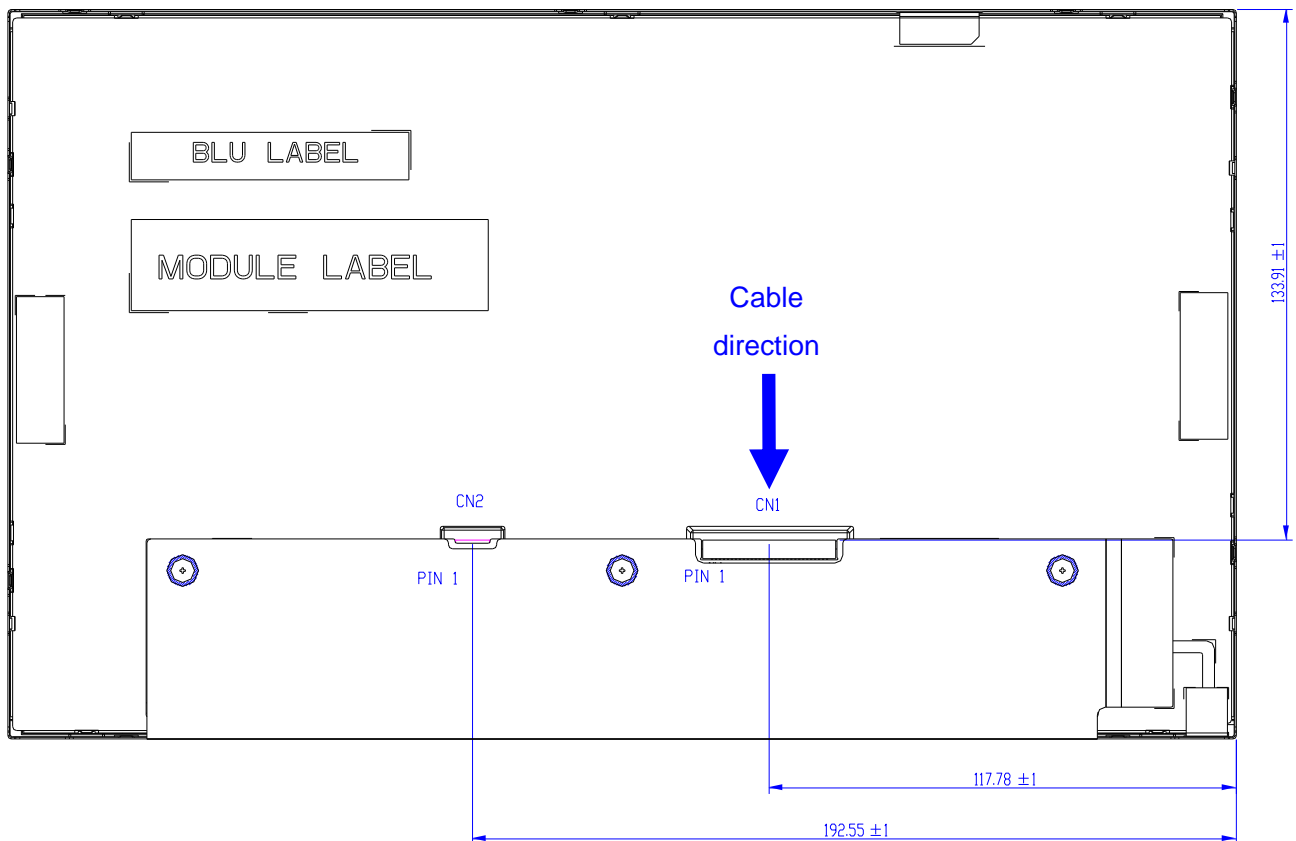 BLU LABEL
MODULE LABEL
133.91 ±1
Cable
direction
CN2
CN1
PIN 1
PIN 1
117.78 ±1
192.55 ±1